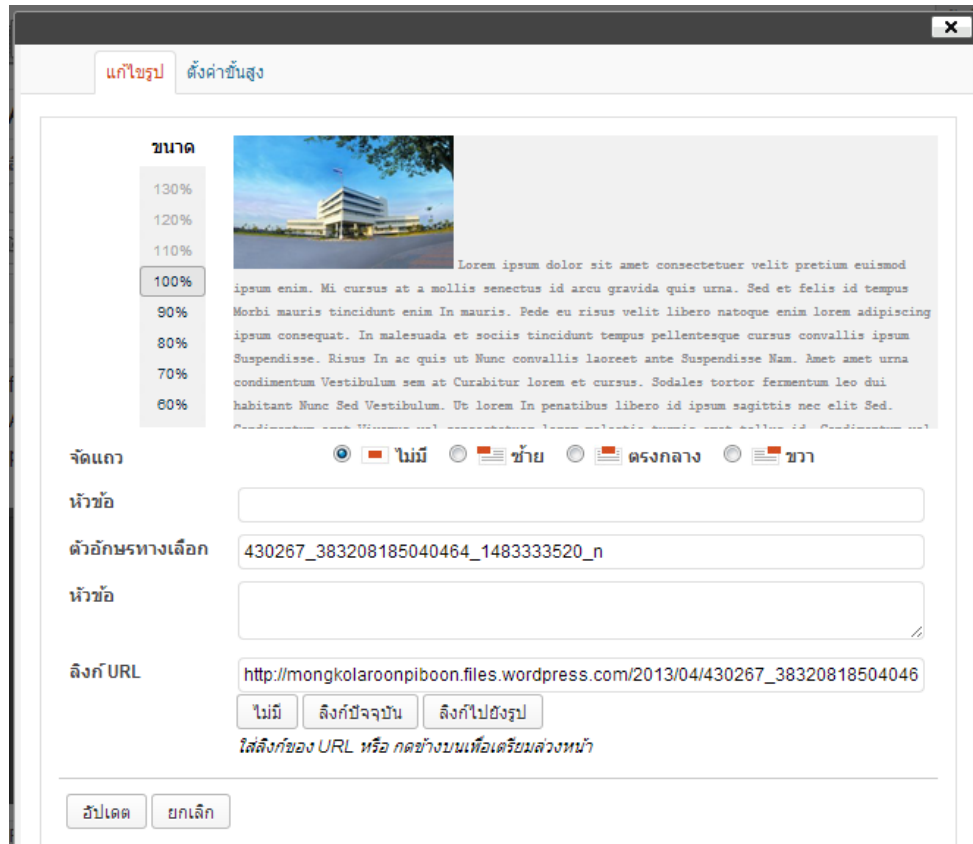 แก้ไขรูป ตั้งค่าขั้นสูง
ขนาด
130%
120%
110%
100%
90%
80%
70%
60%
Lorem ipsum dolor sit amet consectetuer velit pretium euismod
ipsum enim. Mi cursus at a mollis senectus id arcu gravida quis urna. Sed et felis id tempus
Morbi mauris tincidunt enim In mauris. Pede eu risus velit libero natoque enim lorem adipiscing
ipsum consequat. In malesuada et sociis tincidunt tempus pellentesque cursus convallis ipsum
Suspendisse. Risus In ac quis ut Nunc convallis laoreet ante Suspendisse Nam. Amet amet urna
condimentum Vestibulum sem at Curabitur lorem et cursus. Sodales tortor fermentum leo dui
habitant Nunc Sed Vestibulum. Ut lorem In penatibus libero id ipsum sagittis nec elit Sed.
จัดแถว ไม่มี ซ้าย ตรงกลาง ขวา
หัวข้อ
ตัวอักษรทางเลือก 430267_383208185040464_1483333520_n
หัวข้อ
ลิงก์ URL http://mongkolaroonpiboon.files.wordpress.com/2013/04/430267_38320818504046
ไม่มี ลิงก์ปัจจุบัน ลิงก์ไปยังรูป
ใส่ลิงก์ของ URL หรือ กดข้างบนเพื่อเตรียมล่วงหน้า
อัปเดต ยกเลิก